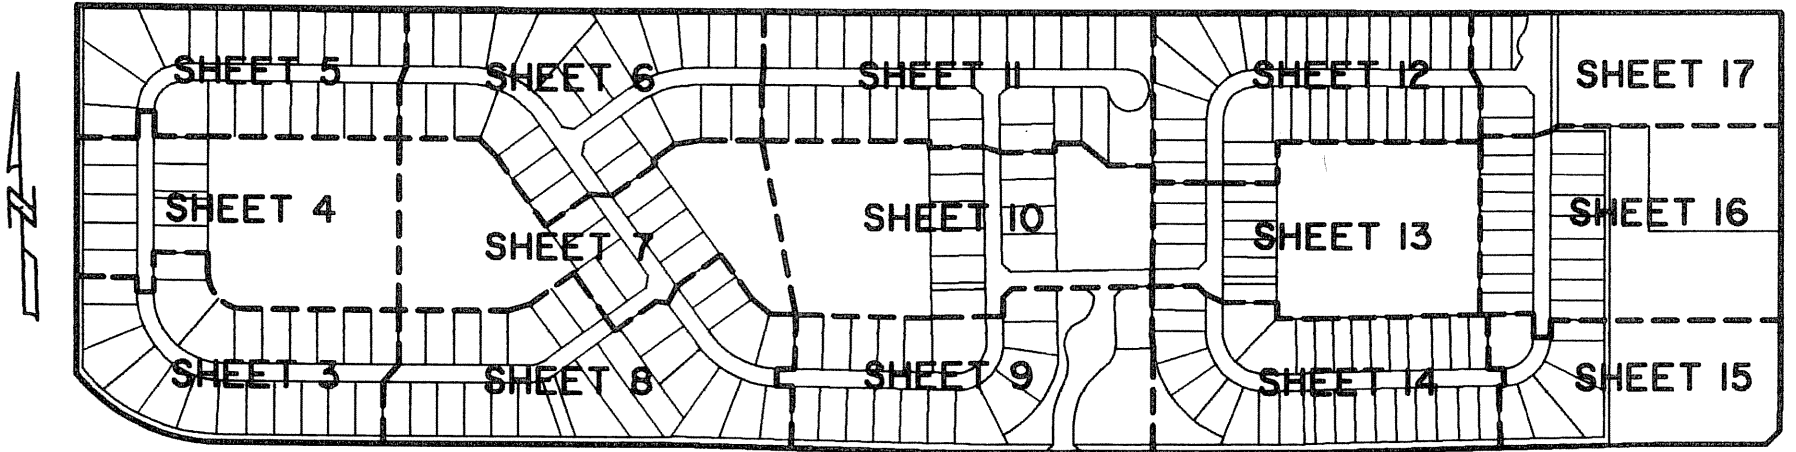 SHEET 5
SHEET 6
SHEET 11
SHEET 12
SHEET 17
SHEET 4
SHEET 7
SHEET 10
SHEET 13
SHEET 16
SHEET 3
SHEET 8
SHEET 9
SHEET 14
SHEET 15
N